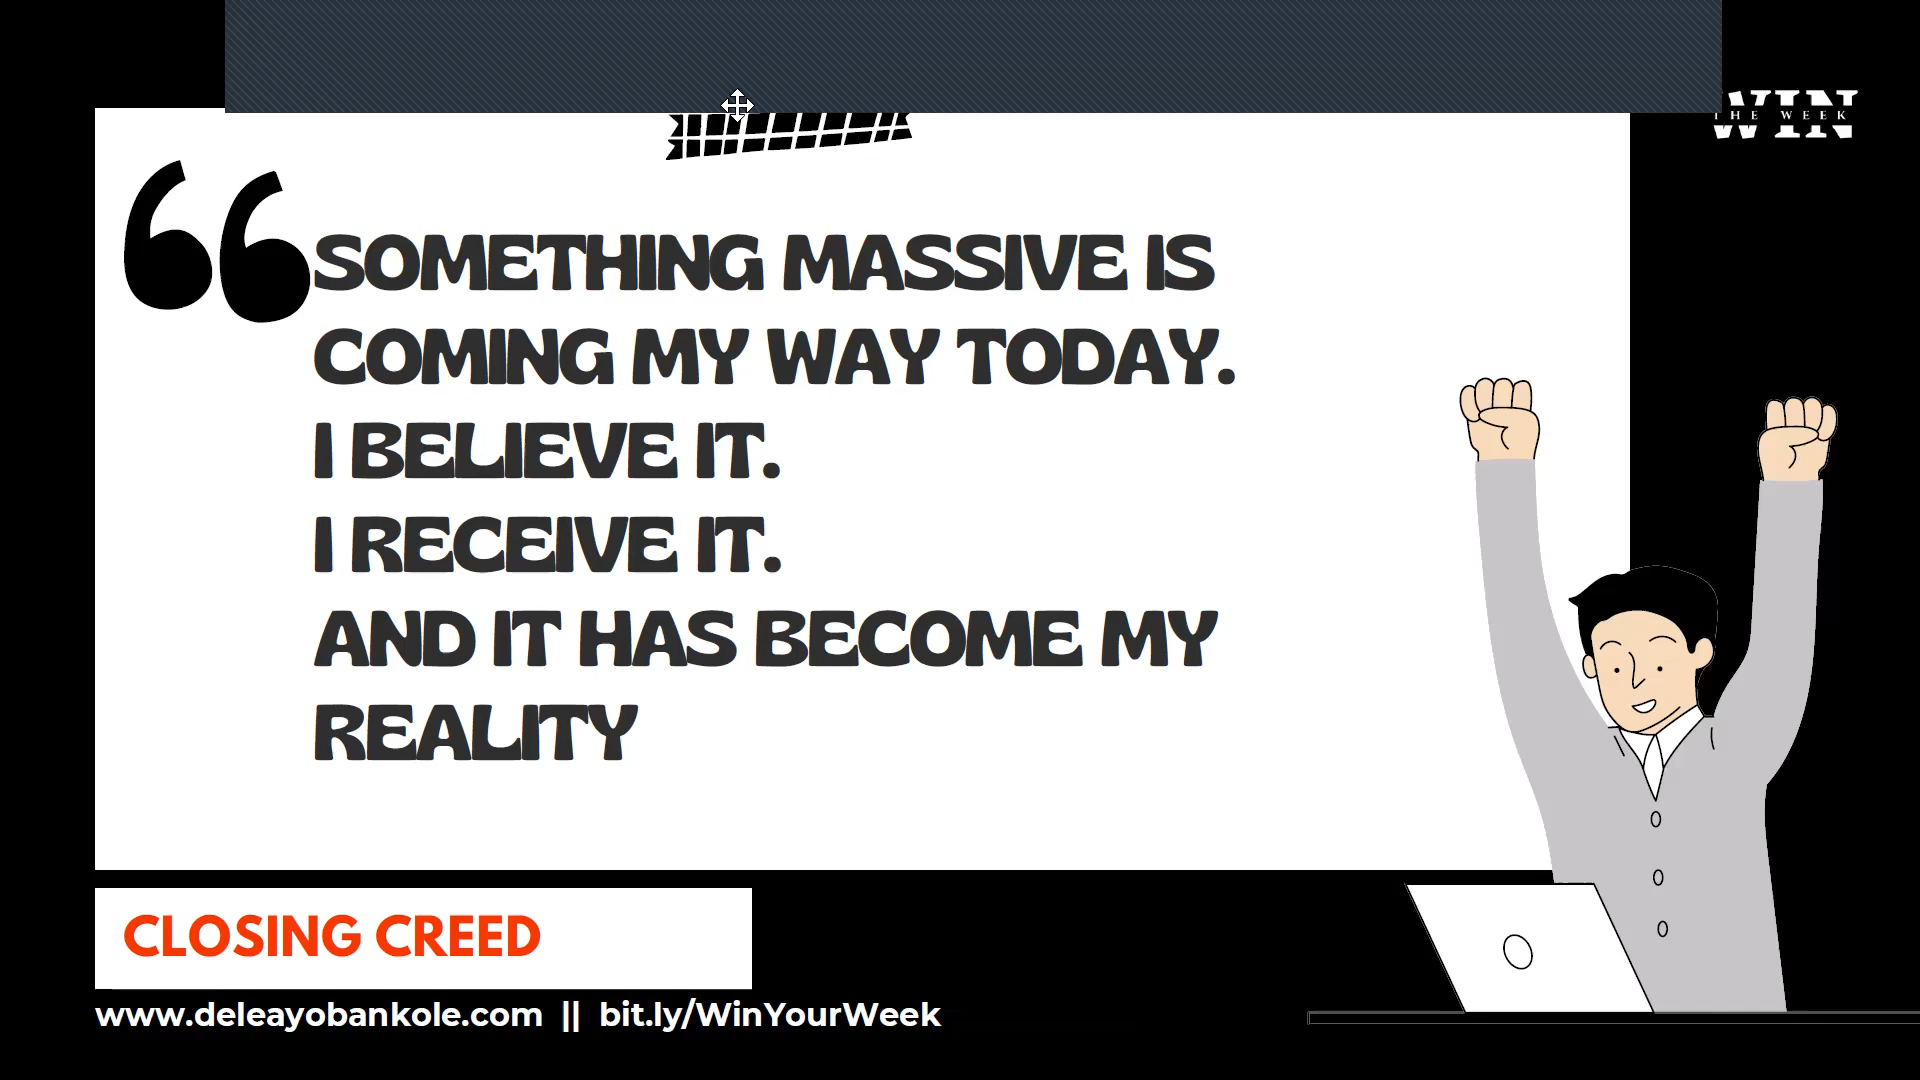 WIN
THE WEEK
SOMETHING MASSIVE IS
COMING MY WAY TODAY.
I BELIEVE IT.
I RECEIVE IT.
AND IT HAS BECOME MY
REALITY
CLOSING CREED
www.deleayobankole.com || bit.ly/WinYourWeek